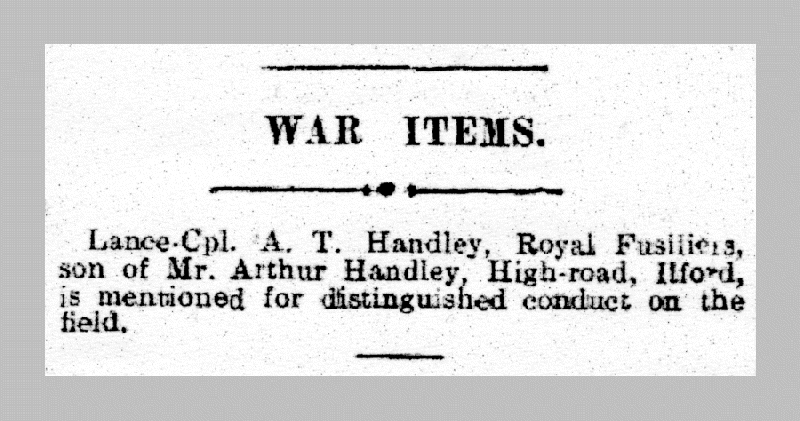 WAR ITEMS.
Lance-Cpl. A. T. Handley, Royal Fusiliers,
son of Mr. Arthur Handley, High-road, Ilford,
is mentioned for distinguished conduct on the
field.